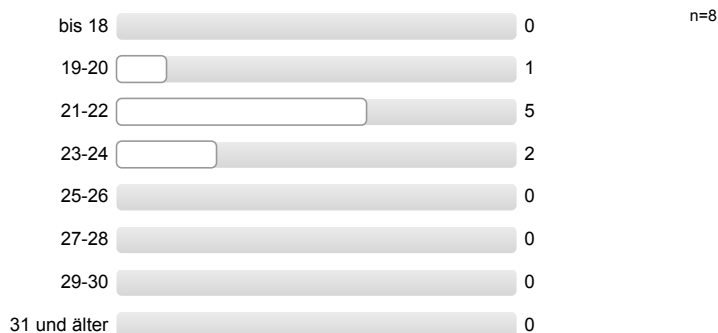 n=8
bis 18 0
19-20 1
21-22 5
23-24 2
25-26 0
27-28 0
29-30 0
31 und älter 0